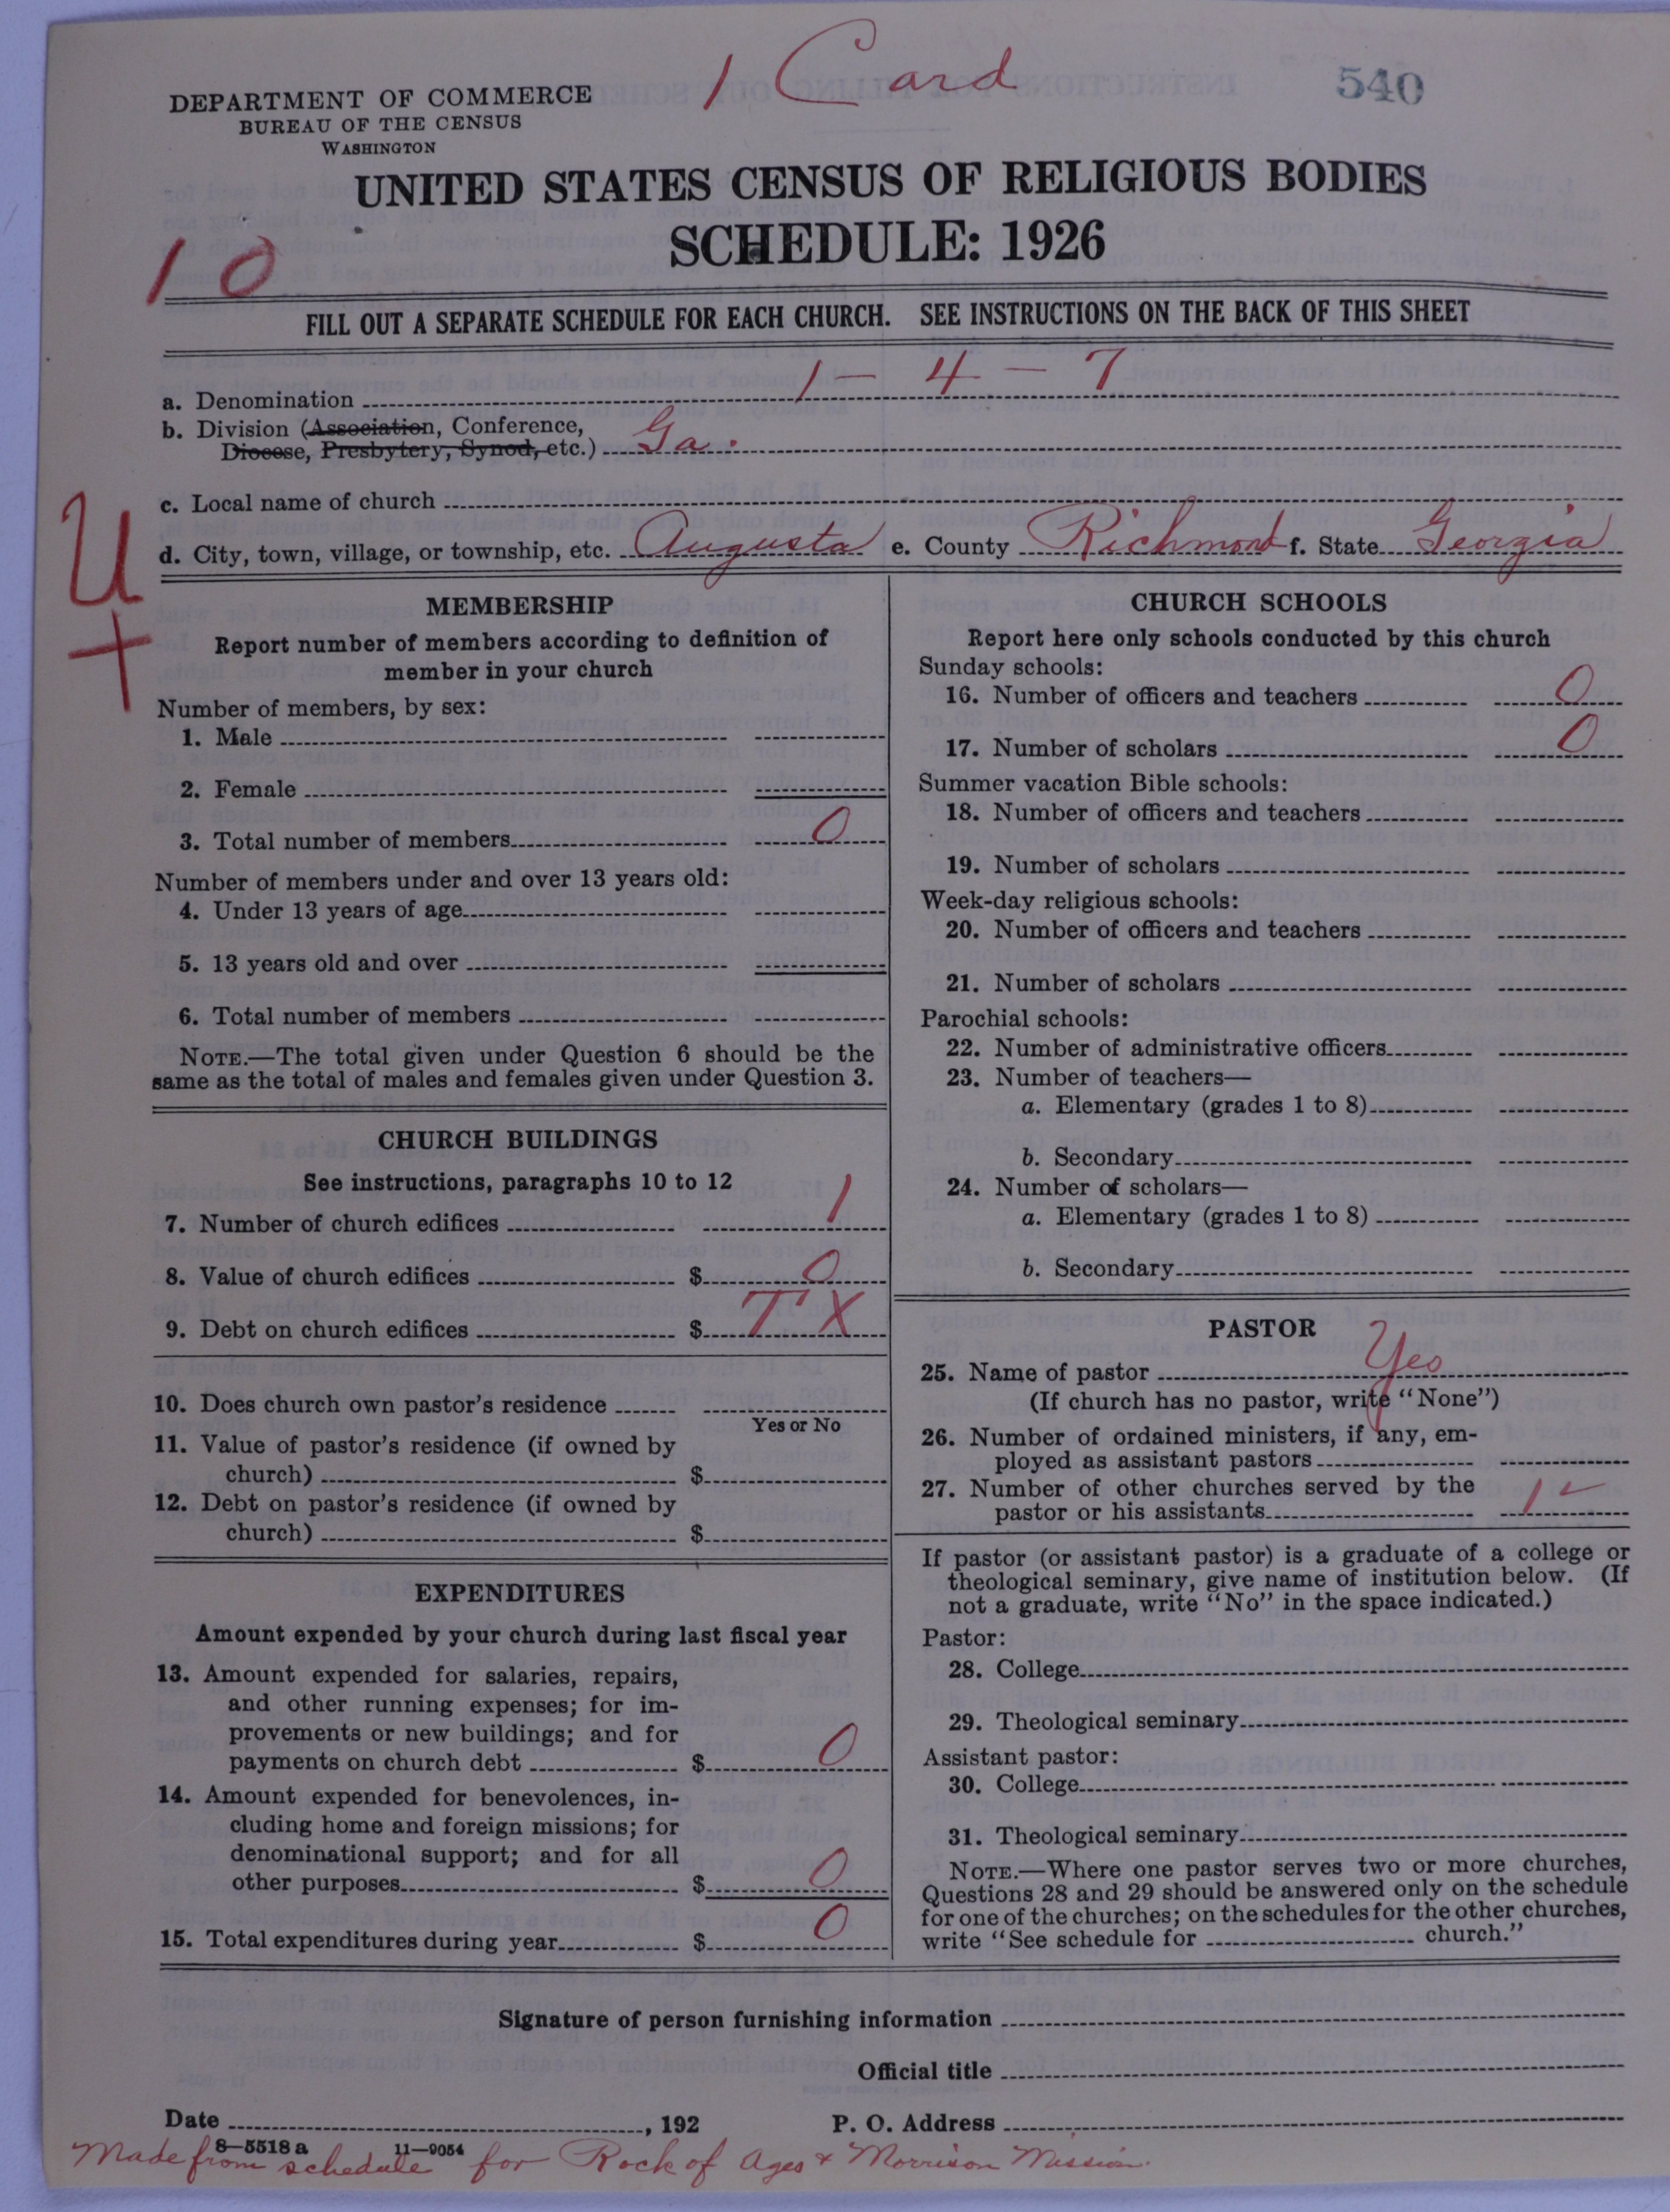 1 Card
540
DEPARTMENT OF COMMERCE
BUREAU OF THE CENSUS
WASHINGTON
UNITED STATES CENSUS OF RELIGIOUS BODIES
SCHEDULE: 1926
10
FILL OUT A SEPARATE SCHEDULE FOR EACH CHURCH. SEE INSTRUCTIONS ON THE BACK OF THIS SHEET
a. Denomination 1 - 4 - 7
b. Division (Association, Conference,
Diocese, Presbytery, Synod, etc.) Ga.
c. Local name of church
d. City, town, village, or township, etc. Augusta e. County Richmond f. State Georgia
U
+
MEMBERSHIP
Report number of members according to definition of
member in your church
Number of members, by sex:
1. Male
2. Female
3. Total number of members 0
Number of members under and over 13 years old:
4. Under 13 years of age
5. 13 years old and over
6. Total number of members
NOTE.—The total given under Question 6 should be the
same as the total of males and females given under Question 3.
CHURCH BUILDINGS
See instructions, paragraphs 10 to 12
7. Number of church edifices 1
8. Value of church edifices $ 0
9. Debt on church edifices $ TX
10. Does church own pastor's residence
Yes or No
11. Value of pastor's residence (if owned by
church) $
12. Debt on pastor's residence (if owned by
church) $
EXPENDITURES
Amount expended by your church during last fiscal year
13. Amount expended for salaries, repairs,
and other running expenses; for im-
provements or new buildings; and for
payments on church debt $ 0
14. Amount expended for benevolences, in-
cluding home and foreign missions; for
denominational support; and for all
other purposes $ 0
15. Total expenditures during year $ 0
CHURCH SCHOOLS
Report here only schools conducted by this church
Sunday schools:
16. Number of officers and teachers 0
17. Number of scholars 0
Summer vacation Bible schools:
18. Number of officers and teachers
19. Number of scholars
Week-day religious schools:
20. Number of officers and teachers
21. Number of scholars
Parochial schools:
22. Number of administrative officers
23. Number of teachers—
a. Elementary (grades 1 to 8)
b. Secondary
24. Number of scholars—
a. Elementary (grades 1 to 8)
b. Secondary
PASTOR
25. Name of pastor Yes
(If church has no pastor, write "None")
26. Number of ordained ministers, if any, em-
ployed as assistant pastors
27. Number of other churches served by the
pastor or his assistants 1
If pastor (or assistant pastor) is a graduate of a college or
theological seminary, give name of institution below. (If
not a graduate, write "No" in the space indicated.)
Pastor:
28. College
29. Theological seminary
Assistant pastor:
30. College
31. Theological seminary
NOTE.—Where one pastor serves two or more churches,
Questions 28 and 29 should be answered only on the schedule
for one of the churches; on the schedules for the other churches,
write "See schedule for church."
Signature of person furnishing information
Official title
Date , 192 P. O. Address
8—5518 a 11—9054
Made from schedule for Rock of Ages & Morrison Mission.